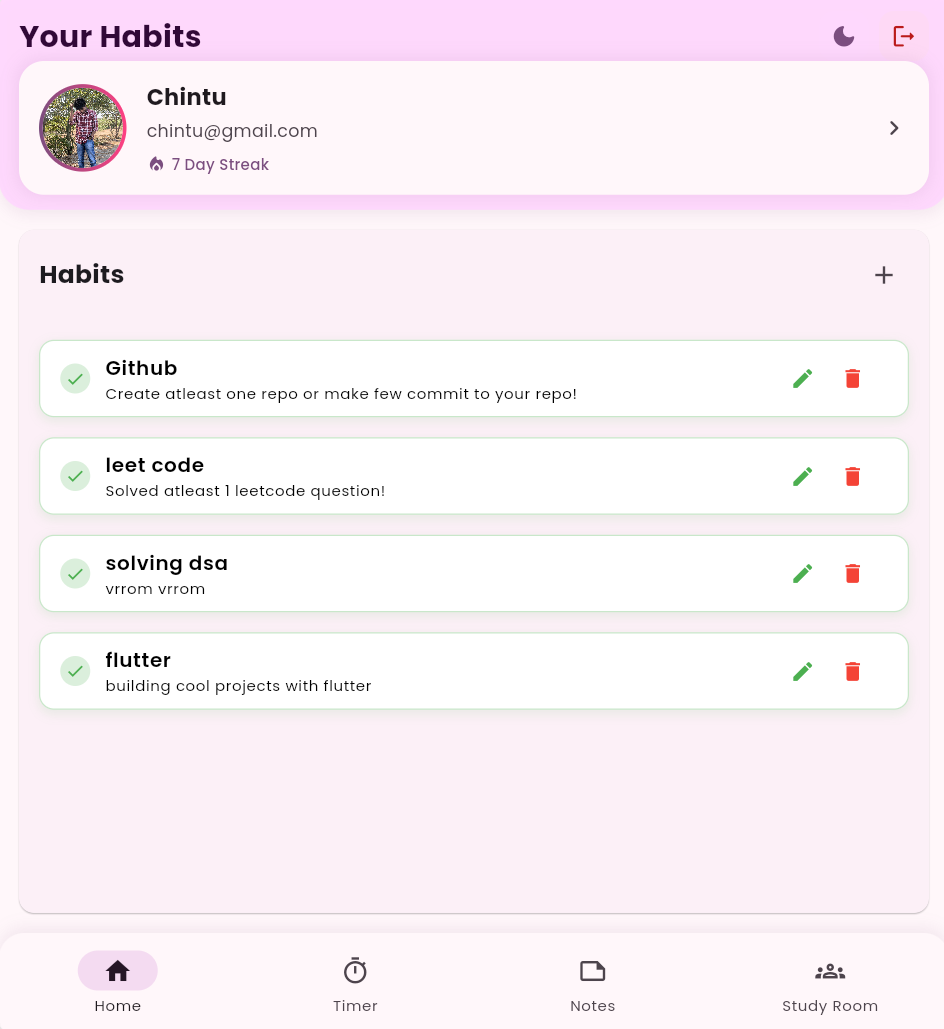 Your Habits
Chintu
chintu@gmail.com
7 Day Streak
Habits
Github
Create atleast one repo or make few commit to your repo!
leet code
Solved atleast 1 leetcode question!
solving dsa
vrrom vrrom
flutter
building cool projects with flutter
Home
Timer
Notes
Study Room